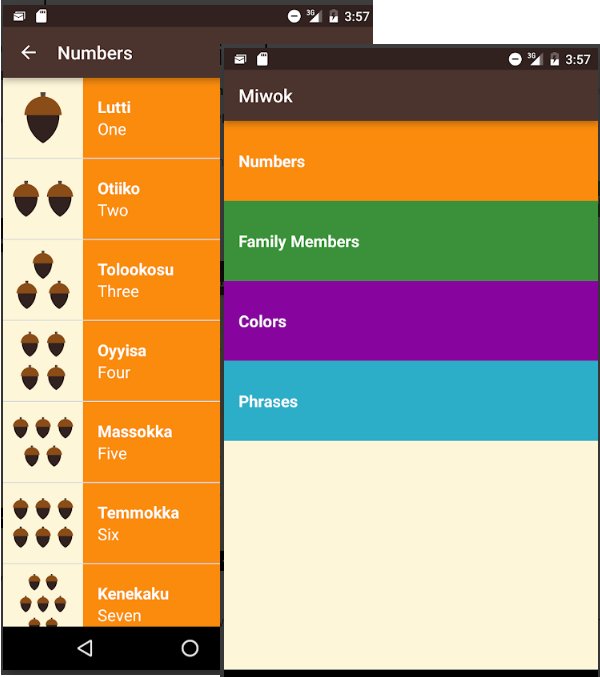 3G
3:57
Numbers
Lutti
One
Otiiko
Two
Tolookosu
Three
Oyyisa
Four
Massokka
Five
Temmokka
Six
Kenekaku
Seven
3G
3:57
Miwok
Numbers
Family Members
Colors
Phrases